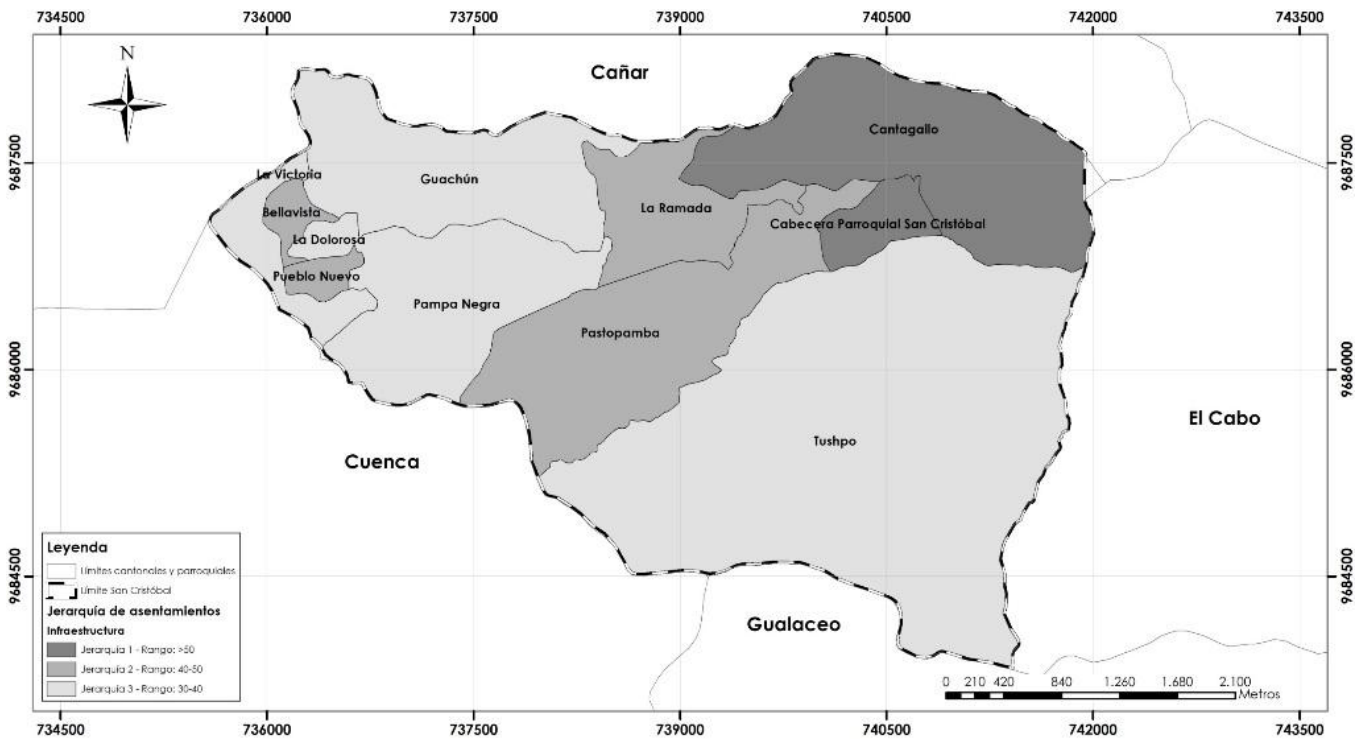 734500 736000 737500 739000 740500 742000 743500
N
Cañar
Cantagallo
9687500 9687500
La Victoria
Guachún
Bellavista
La Ramada
Cabecera Parroquial San Cristóbal
La Dolorosa
Pueblo Nuevo
Pampa Negra
Pastopamba
9686000 9686000
El Cabo
Tushpo
Cuenca
9684500 9684500
Gualaceo
Leyenda
Límites cantonales y parroquiales
Límite San Cristóbal
Jerarquía de asentamientos
Infraestructura
Jerarquía 1 - Rango: >50
Jerarquía 2 - Rango: 40-50
Jerarquía 3 - Rango: 30-40
0 210 420 840 1.260 1.680 2.100
Metros
734500 736000 737500 739000 740500 742000 743500